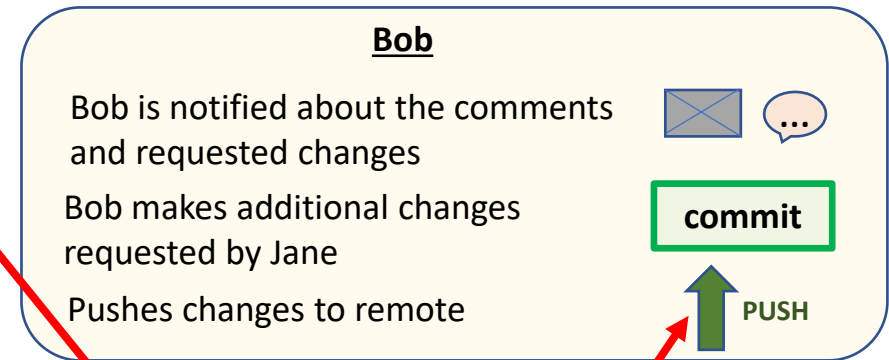 Bob
Bob is notified about the comments
and requested changes
...
Bob makes additional changes
requested by Jane
commit
Pushes changes to remote
PUSH